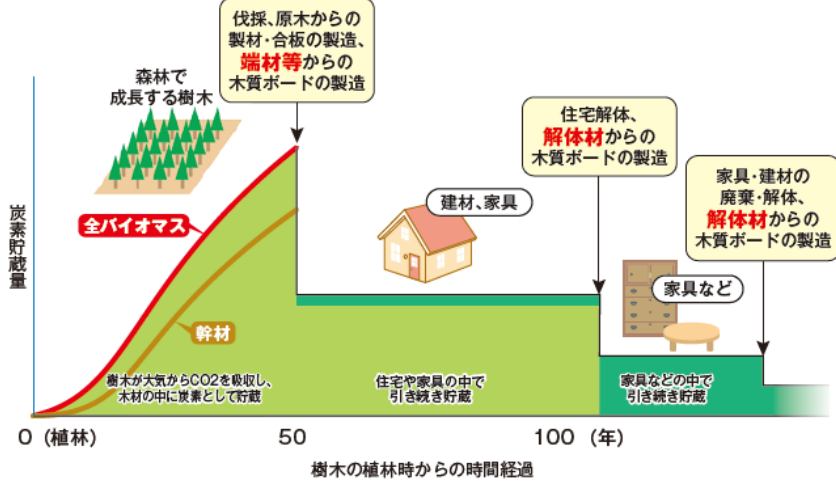 伐採、原木からの
製材・合板の製造、
端材等からの
木質ボードの製造
森林で
成長する樹木
住宅解体、
解体材からの
木質ボードの製造
家具・建材の
廃棄・解体、
解体材からの
木質ボードの製造
建材、家具
全バイオマス
炭素貯蔵量
家具など
幹材
樹木が大気からCO2を吸収し、
木材の中に炭素として貯蔵
住宅や家具の中で
引き続き貯蔵
家具などの中で
引き続き貯蔵
0（植林） 50 100（年）
樹木の植林時からの時間経過